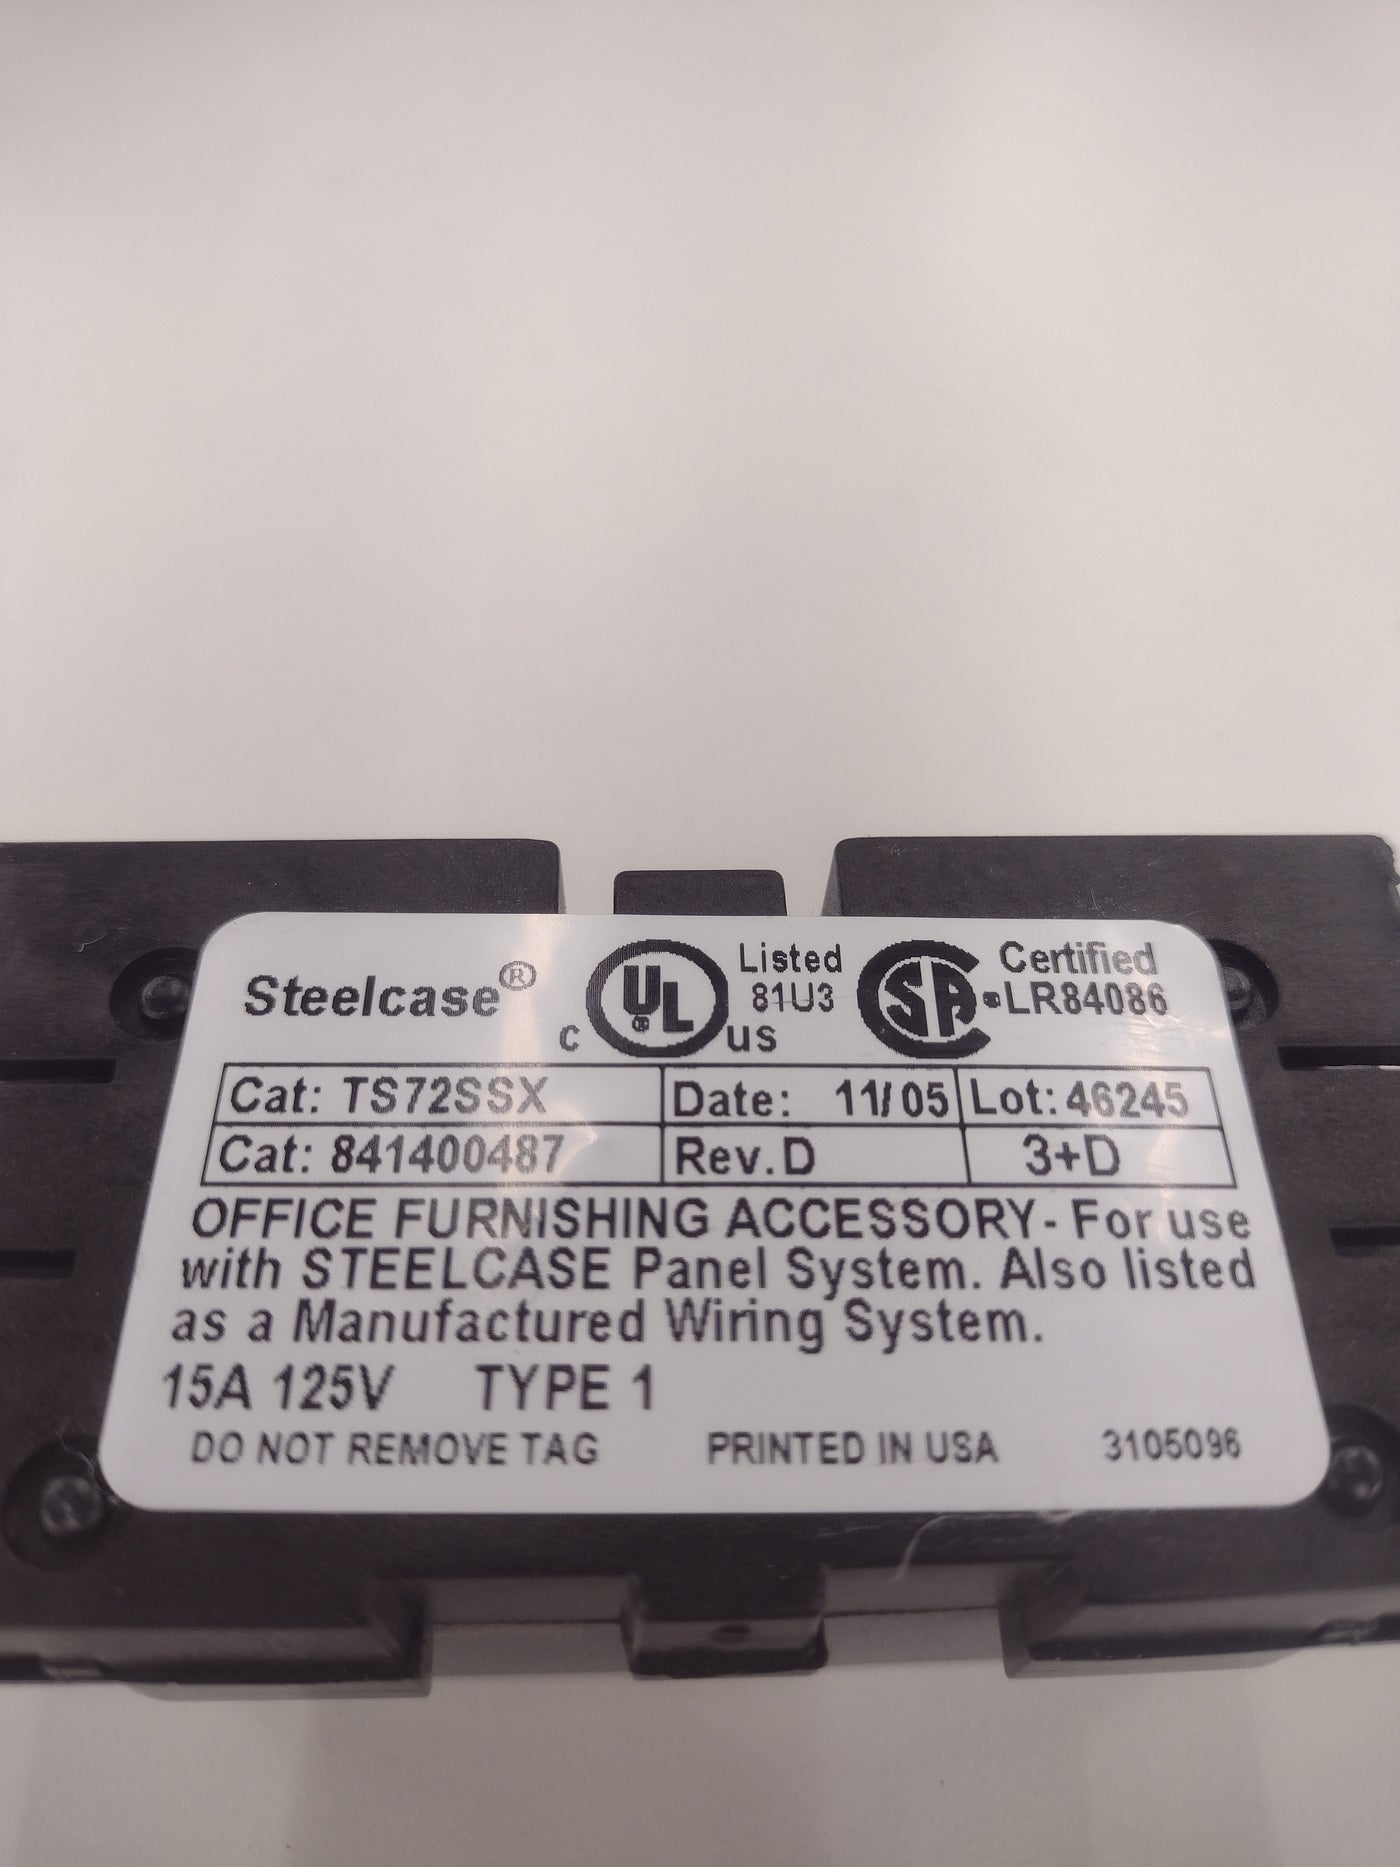 Steelcase® C UL® US Listed 81U3 SA Certified LR84086
Cat: TS72SSX Date: 11/05 Lot: 46245
Cat: 841400487 Rev.D 3+D
OFFICE FURNISHING ACCESSORY- For use
with STEELCASE Panel System. Also listed
as a Manufactured Wiring System.
15A 125V TYPE 1
DO NOT REMOVE TAG PRINTED IN USA 3105096